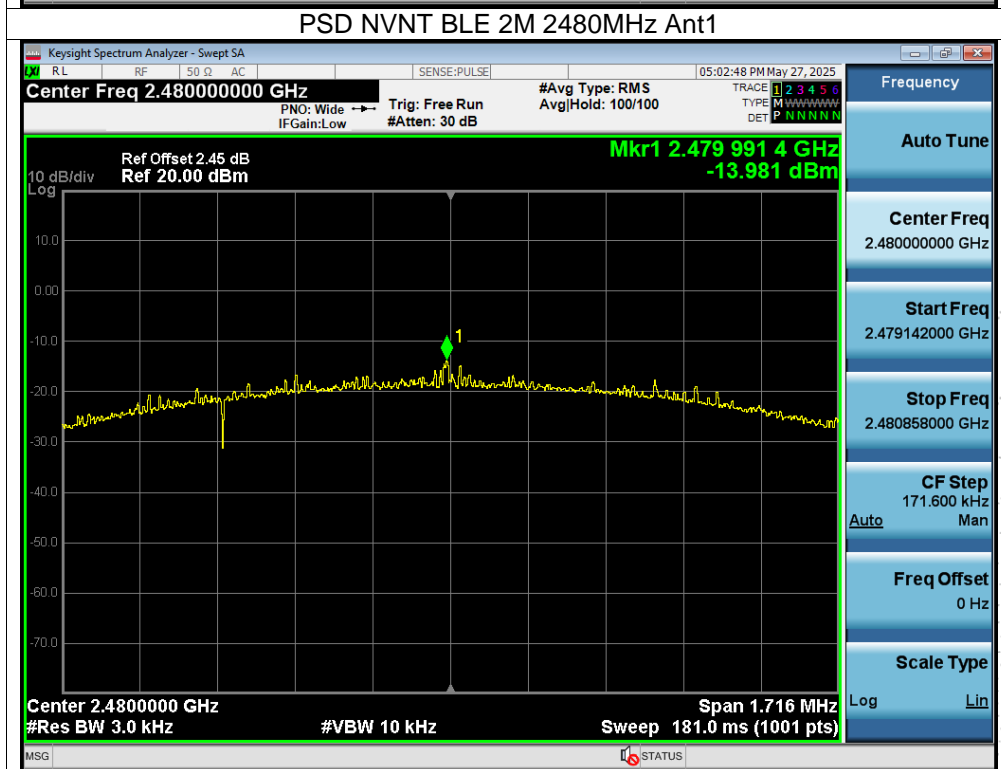 PSD NVNT BLE 2M 2480MHz Ant1
Keysight Spectrum Analyzer - Swept SA
LXI RL RF 50 Ω AC SENSE:PULSE 05:02:48 PM May 27, 2025
Center Freq 2.480000000 GHz #Avg Type: RMS TRACE 1 2 3 4 5 6
PNO: Wide Trig: Free Run Avg|Hold: 100/100 TYPE M WWWWW
IFGain:Low #Atten: 30 dB DET P N N N N N
Mkr1 2.479 991 4 GHz
Ref Offset 2.45 dB
10 dB/div Ref 20.00 dBm -13.981 dBm
Log
10.0
0.00
-10.0
1
-20.0
-30.0
-40.0
-50.0
-60.0
-70.0
Center 2.4800000 GHz Span 1.716 MHz
#Res BW 3.0 kHz #VBW 10 kHz Sweep 181.0 ms (1001 pts)
MSG STATUS
Frequency
Auto Tune
Center Freq
2.480000000 GHz
Start Freq
2.479142000 GHz
Stop Freq
2.480858000 GHz
CF Step
171.600 kHz
Auto Man
Freq Offset
0 Hz
Scale Type
Log Lin